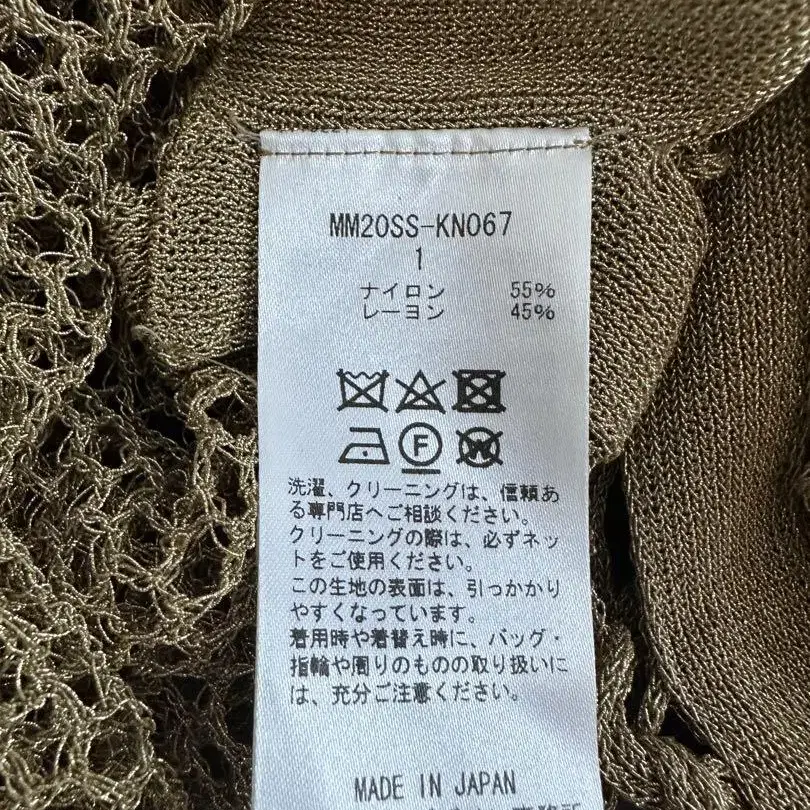 MM20SS-KN067
1
ナイロン 55%
レーヨン 45%
F
W
洗濯、クリーニングは、信頼あ
る専門店へご相談ください。
クリーニングの際は、必ずネッ
トをご使用ください。
この生地の表面は、引っかかり
やすくなっています。
着用時や着替え時に、バッグ・
指輪や周りのものの取り扱いに
は、充分ご注意ください。
MADE IN JAPAN